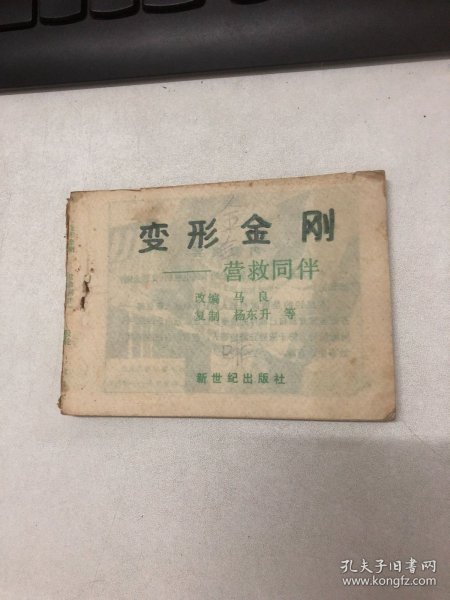 变形金刚
——营救同伴
改编 马良
复制 杨东升 等
新世纪出版社
孔夫子旧书网
www.kongfz.com